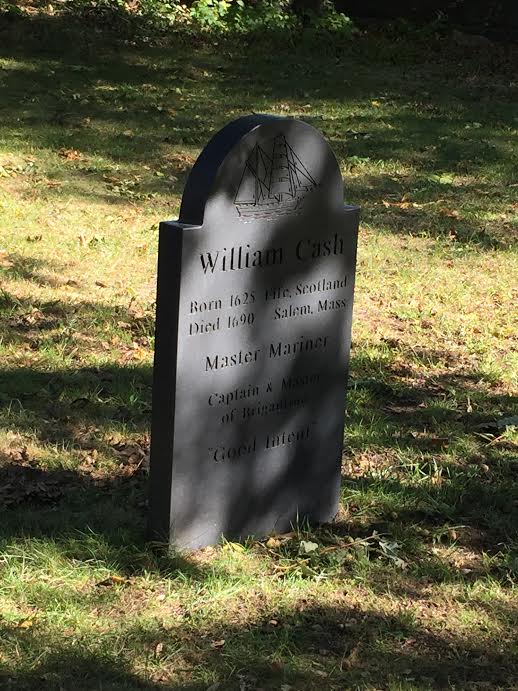 William Cash
Born 1625 Fife, Scotland
Died 1690 Salem, Mass.
Master Mariner
Captain & Master
of Brigantine
"Good Intent"